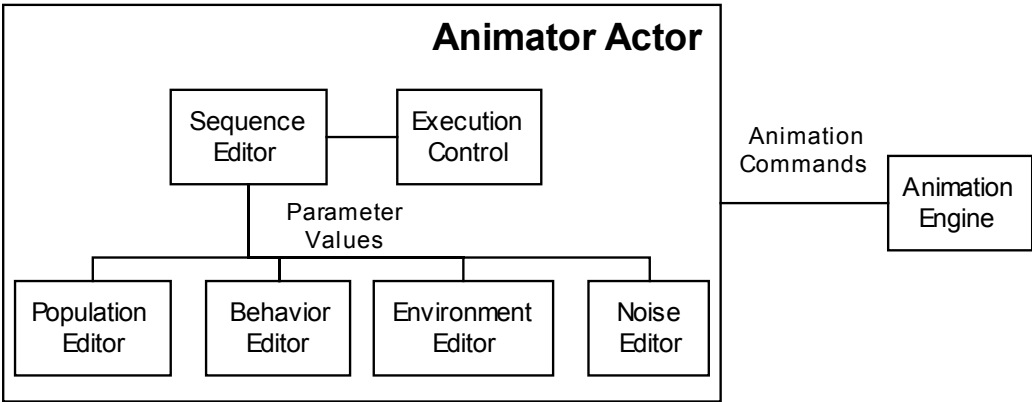 Animator Actor
Sequence
Editor
Execution
Control
Animation
Commands
Animation
Engine
Parameter
Values
Population
Editor
Behavior
Editor
Environment
Editor
Noise
Editor